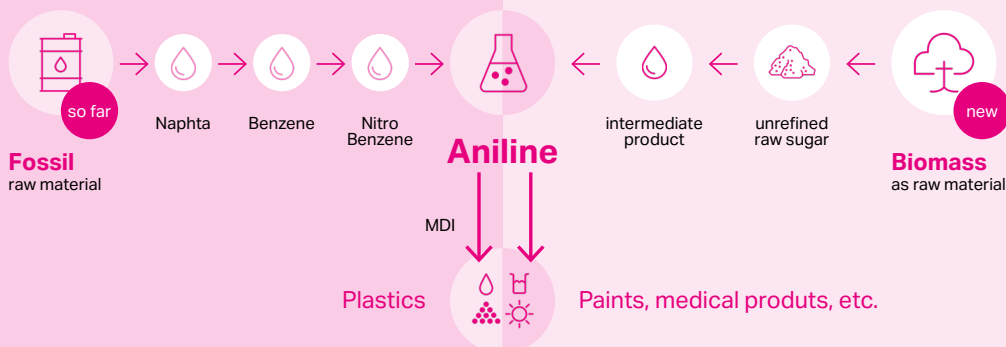 so far
Fossil
raw material
Naphta
Benzene
Nitro
Benzene
Aniline
intermediate
product
unrefined
raw sugar
new
Biomass
as raw material
MDI
Plastics
Paints, medical produts, etc.